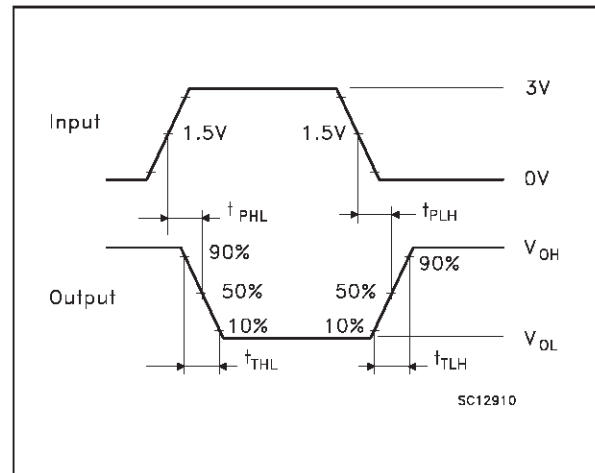 3V
Input
1.5V
1.5V
0V
tPHL
tPLH
90%
VOH
90%
Output
50%
50%
10%
10%
VOL
tTHL
tTLH
SC12910